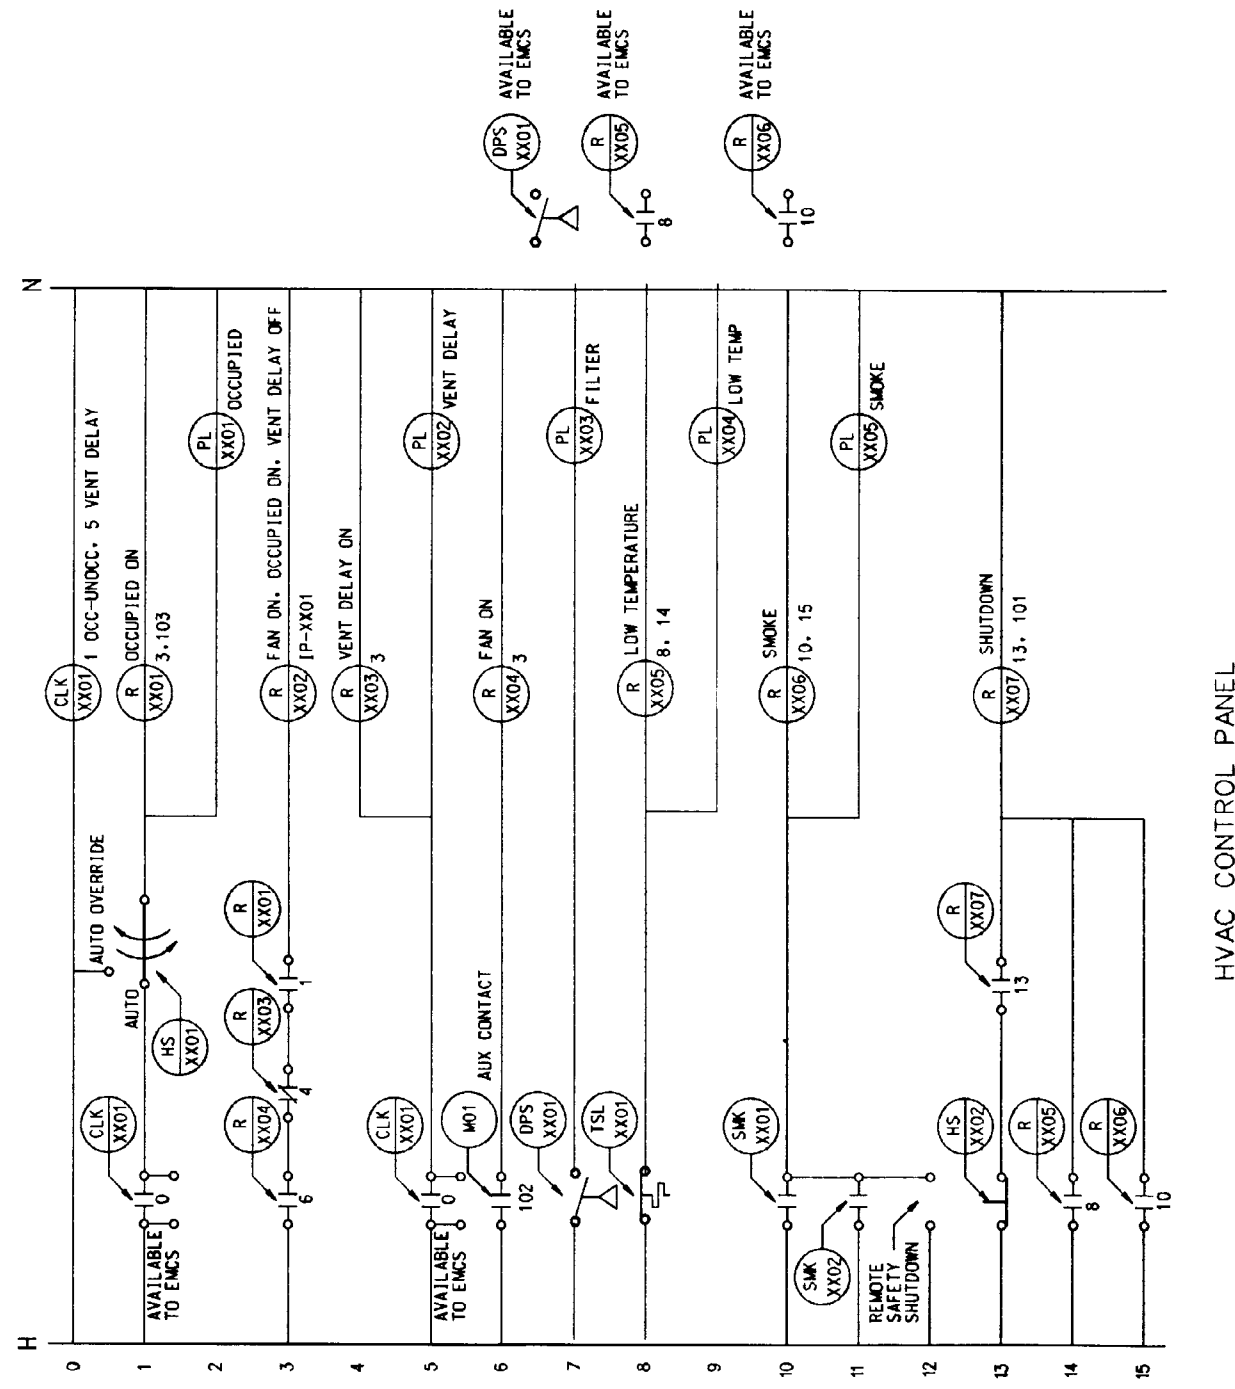 H
N
0
CLK
XX01
1 OCC-UNOCC, 5 VENT DELAY
1
AVAILABLE
TO EMCS
0
CLK
XX01
AUTO
AUTO OVERRIDE
HS
XX01
R
XX01
OCCUPIED ON
3,103
2
PL
XX01
OCCUPIED
3
6
R
XX04
4
R
XX03
1
R
XX01
R
XX02
FAN ON, OCCUPIED ON, VENT DELAY OFF
IP-XX01
4
R
XX03
VENT DELAY ON
3
5
AVAILABLE
TO EMCS
0
CLK
XX01
PL
XX02
VENT DELAY
6
102
M01
AUX CONTACT
R
XX04
FAN ON
3
7
DPS
XX01
PL
XX03
FILTER
8
TSL
XX01
R
XX05
LOW TEMPERATURE
8, 14
9
PL
XX04
LOW TEMP
10
SMK
XX01
R
XX06
SMOKE
10, 15
11
SMK
XX02
PL
XX05
SMOKE
12
REMOTE
SAFETY
SHUTDOWN
13
HS
XX02
13
R
XX07
R
XX07
SHUTDOWN
13, 101
14
8
R
XX05
15
10
R
XX06
DPS
XX01
AVAILABLE
TO EMCS
8
R
XX05
AVAILABLE
TO EMCS
10
R
XX06
AVAILABLE
TO EMCS
HVAC CONTROL PANEL